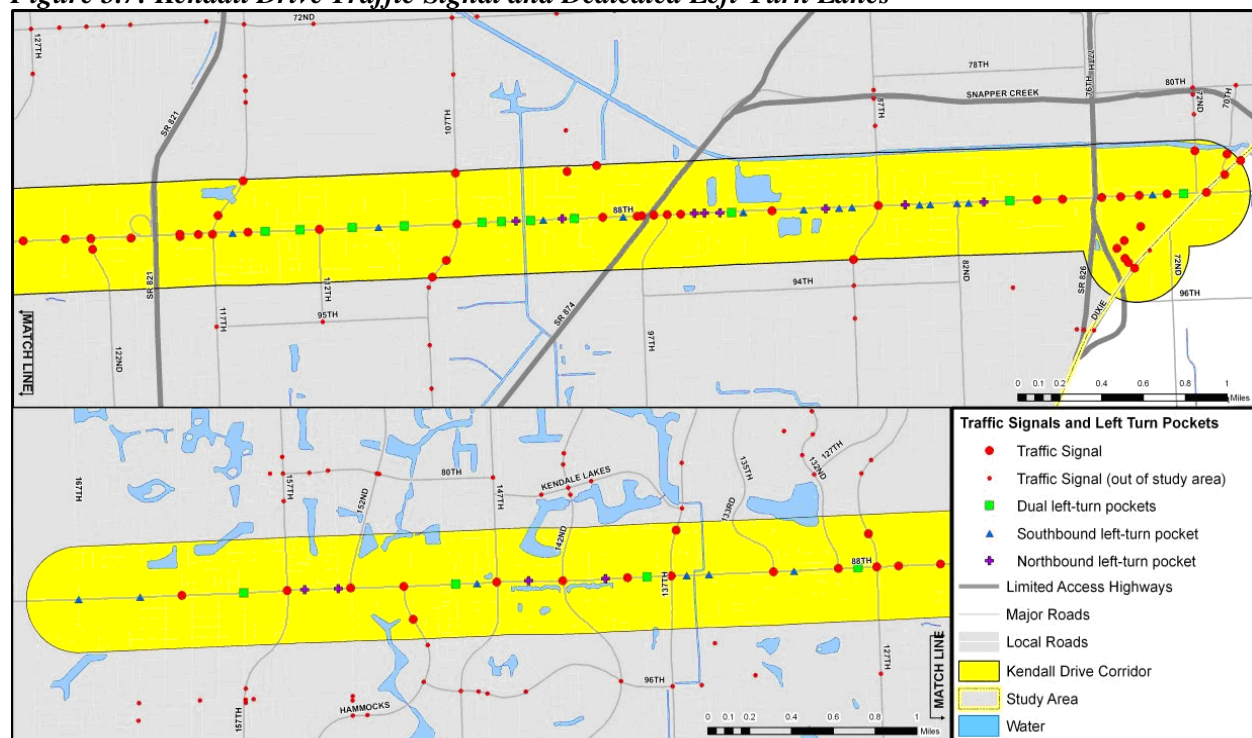 Figure 3.7: Kendall Drive Traffic Signal and Dedicated Left Turn Lanes
72ND
127TH
107TH
SR 821
78TH
SNAPPER CREEK
87TH
80TH
72ND
70TH
88TH
SR 821
112TH
117TH
95TH
122ND
SR 874
97TH
94TH
82ND
SR 826
72ND
DIXIE
96TH
MATCH LINE
0 0.1 0.2 0.4 0.6 0.8 1
Miles
167TH
157TH
152ND
80TH
147TH
KENDALE LAKES
142ND
133RD
135TH
132ND
127TH
137TH
88TH
127TH
157TH
HAMMOCKS
96TH
MATCH LINE
0 0.1 0.2 0.4 0.6 0.8 1
Miles
Traffic Signals and Left Turn Pockets
Traffic Signal
Traffic Signal (out of study area)
Dual left-turn pockets
Southbound left-turn pocket
Northbound left-turn pocket
Limited Access Highways
Major Roads
Local Roads
Kendall Drive Corridor
Study Area
Water